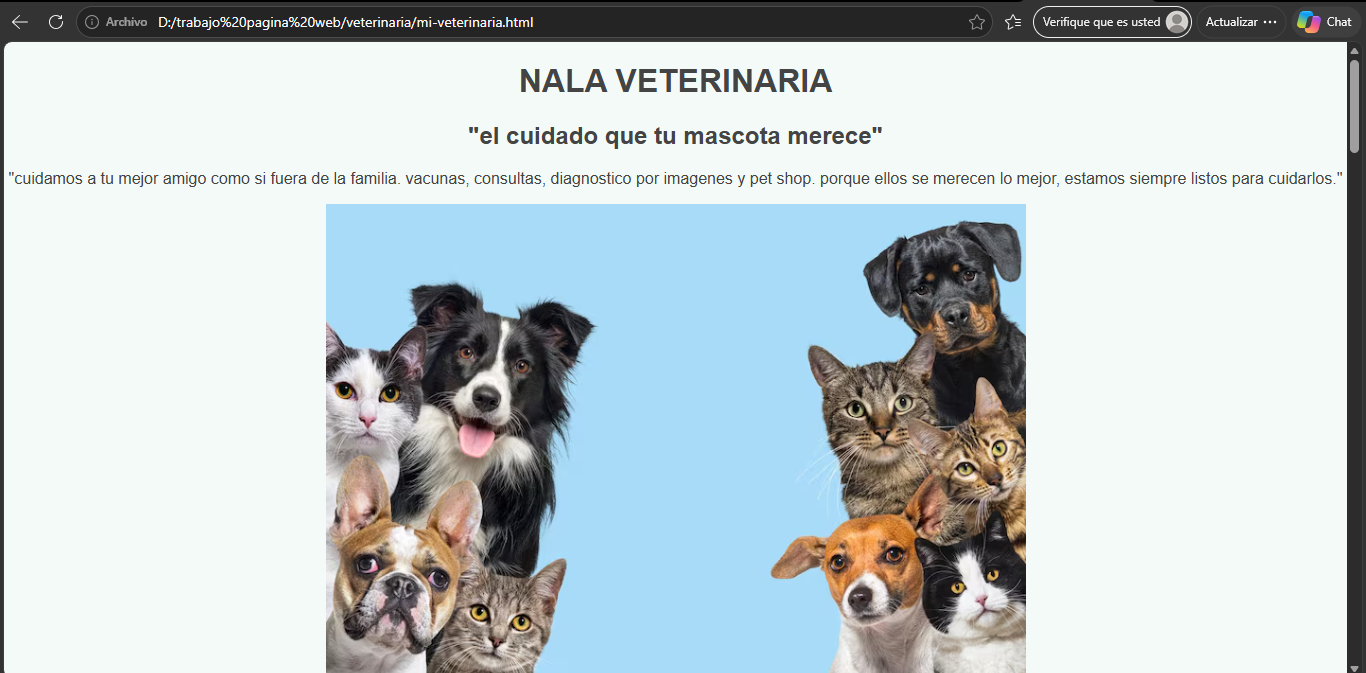 Archivo D:/trabajo%20pagina%20web/veterinaria/mi-veterinaria.html Verifique que es usted Actualizar Chat
NALA VETERINARIA
"el cuidado que tu mascota merece"
"cuidamos a tu mejor amigo como si fuera de la familia. vacunas, consultas, diagnostico por imagenes y pet shop. porque ellos se merecen lo mejor, estamos siempre listos para cuidarlos."